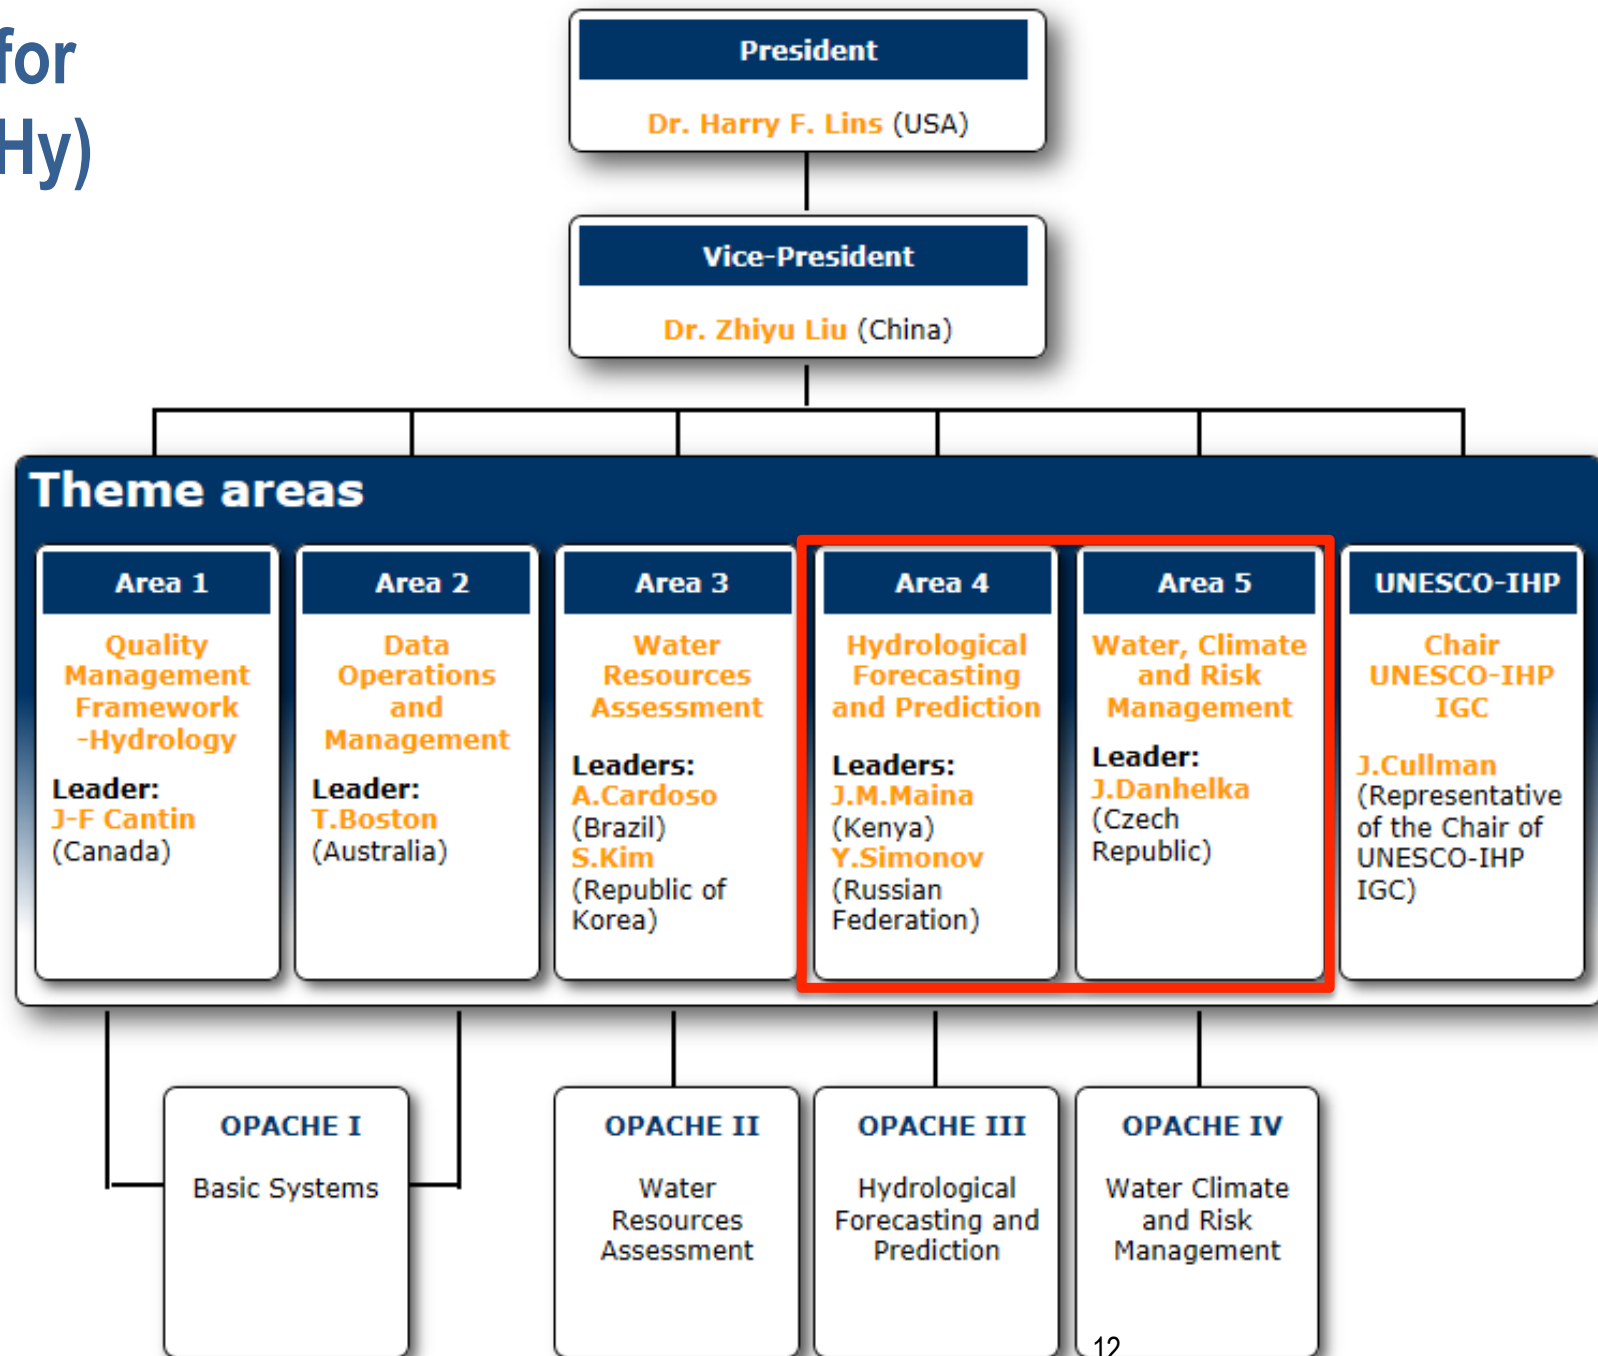 for
Hy)
President
Dr. Harry F. Lins (USA)
Vice-President
Dr. Zhiyu Liu (China)
Theme areas
Area 1
Quality
Management
Framework
-Hydrology
Leader:
J-F Cantin
(Canada)
Area 2
Data
Operations
and
Management
Leader:
T.Boston
(Australia)
Area 3
Water
Resources
Assessment
Leaders:
A.Cardoso
(Brazil)
S.Kim
(Republic of
Korea)
Area 4
Hydrological
Forecasting
and Prediction
Leaders:
J.M.Maina
(Kenya)
Y.Simonov
(Russian
Federation)
Area 5
Water, Climate
and Risk
Management
Leader:
J.Danhelka
(Czech
Republic)
UNESCO-IHP
Chair
UNESCO-IHP
IGC
J.Cullman
(Representative
of the Chair of
UNESCO-IHP
IGC)
OPACHE I
Basic Systems
OPACHE II
Water
Resources
Assessment
OPACHE III
Hydrological
Forecasting and
Prediction
OPACHE IV
Water Climate
and Risk
Management
12